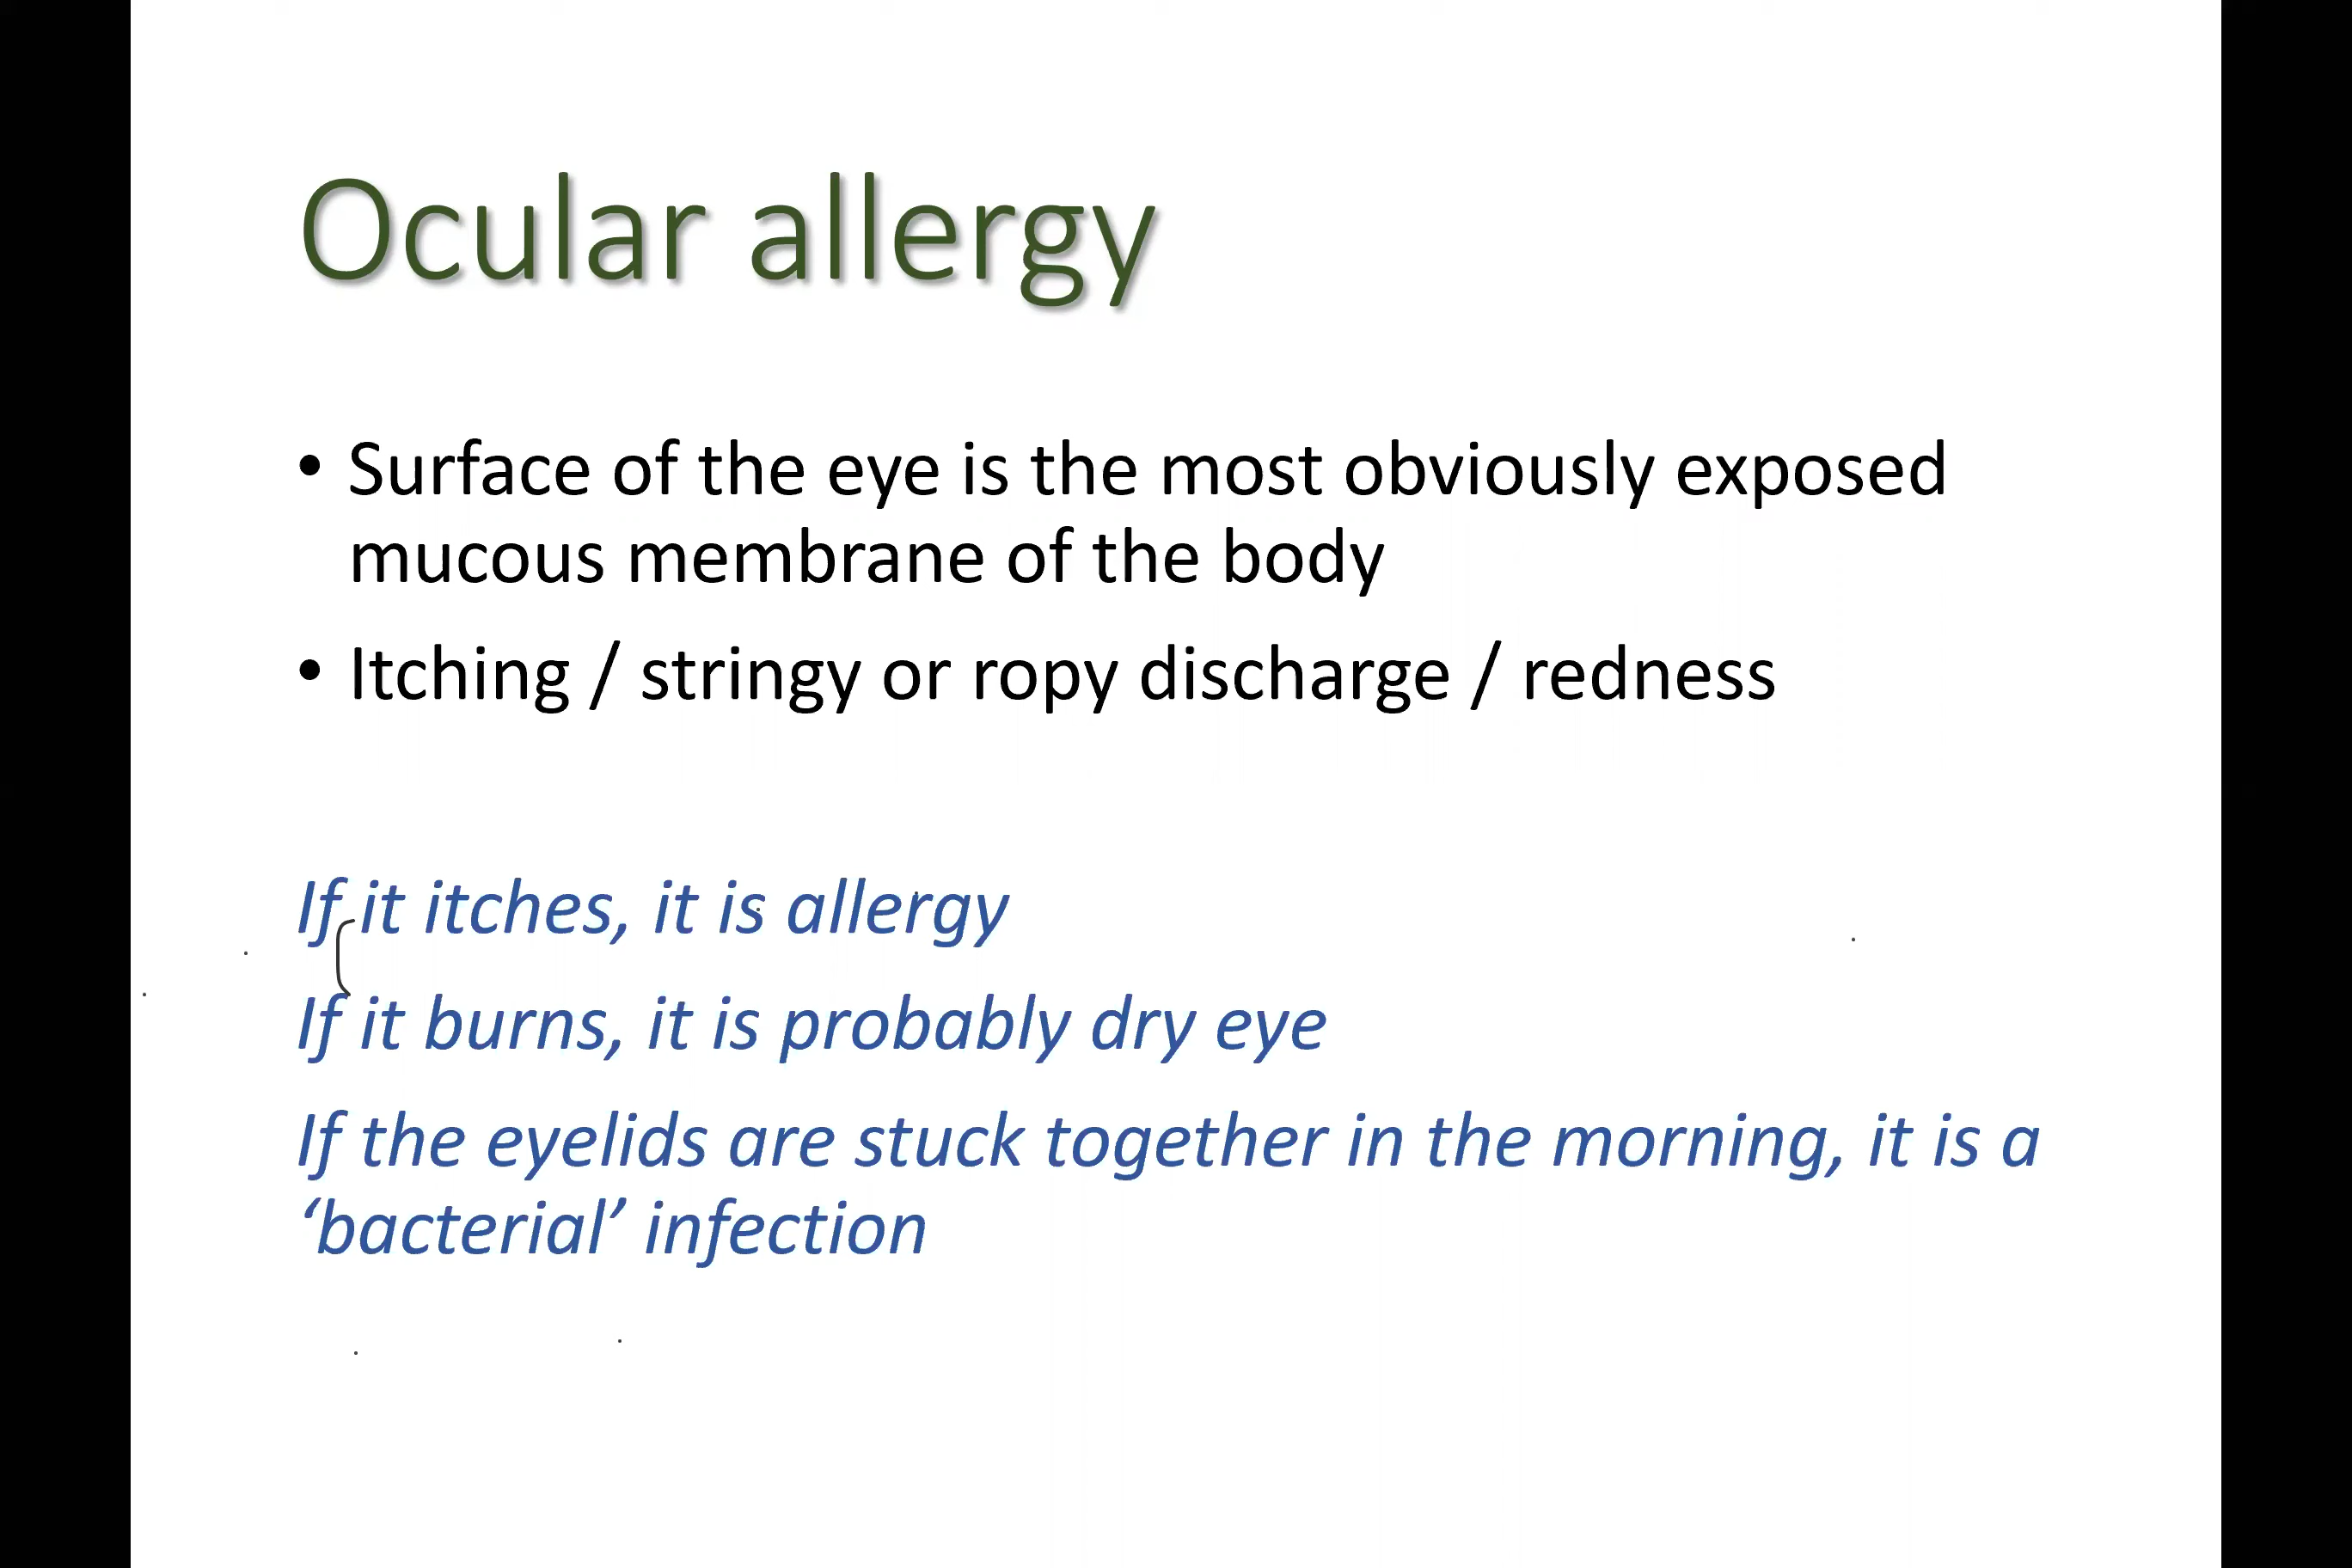 Ocular allergy
• Surface of the eye is the most obviously exposed
mucous membrane of the body
• Itching / stringy or ropy discharge / redness
If it itches, it is allergy
If it burns, it is probably dry eye
If the eyelids are stuck together in the morning, it is a
‘bacterial’ infection